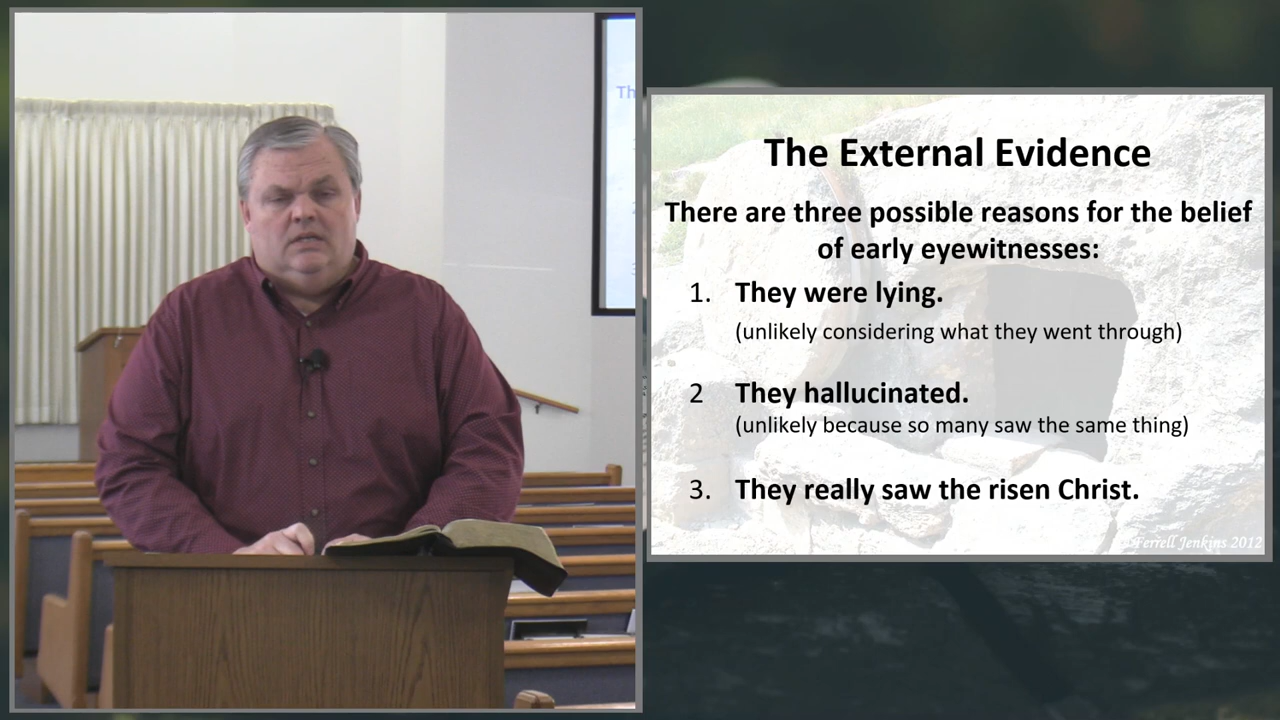 Th
The External Evidence
There are three possible reasons for the belief
of early eyewitnesses:
1. They were lying.
(unlikely considering what they went through)
2 They hallucinated.
(unlikely because so many saw the same thing)
3. They really saw the risen Christ.
Ferrell Jenkins 2012